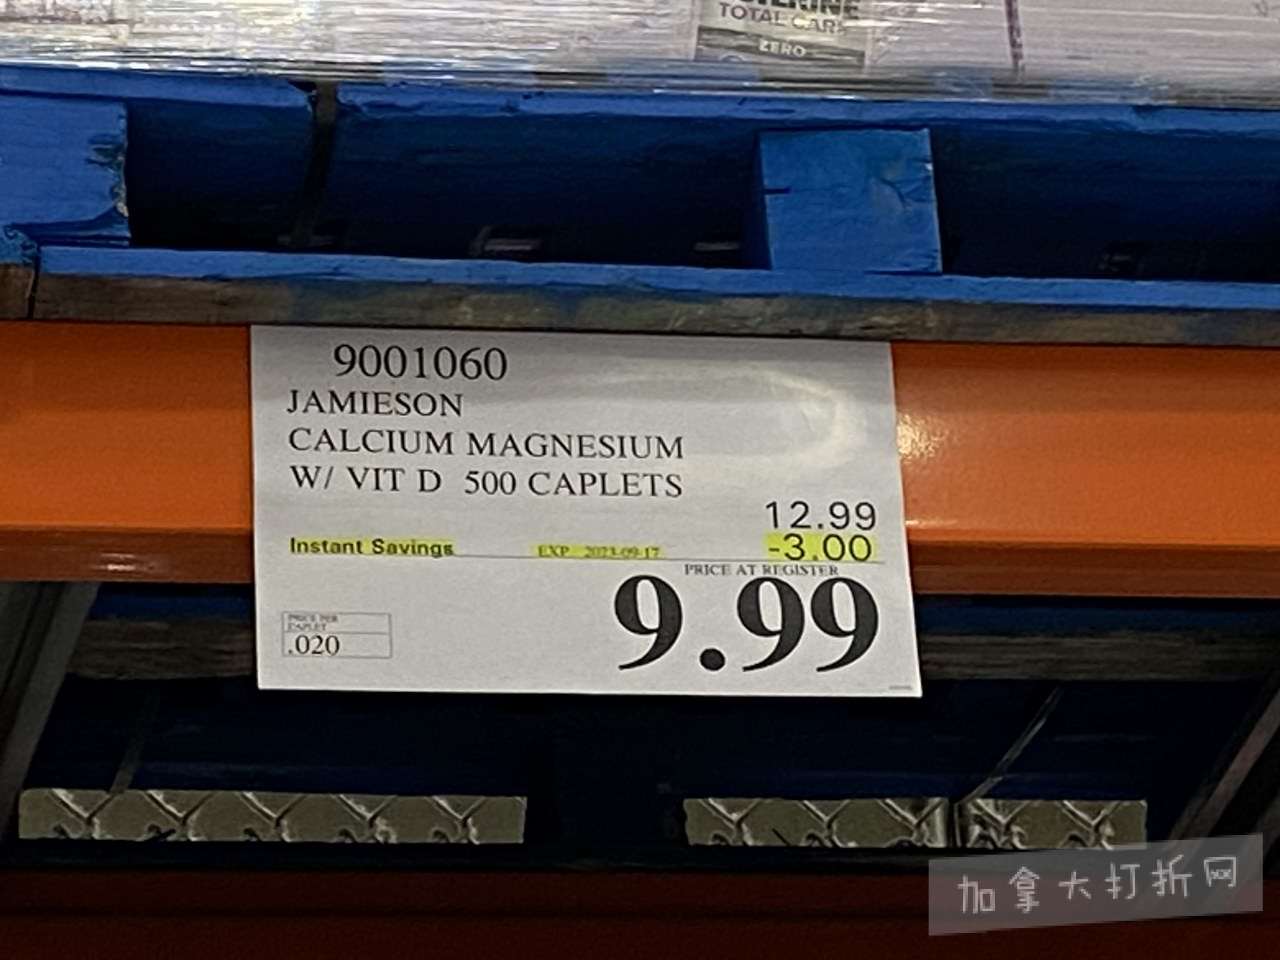 TOTAL CARE
ZERO
9001060
JAMIESON
CALCIUM MAGNESIUM
W/ VIT D 500 CAPLETS
12.99
Instant Savings EXP 2023-09-17 -3.00
PRICE AT REGISTER
9.99
PRICE PER
CAPLET
.020
加拿大打折网